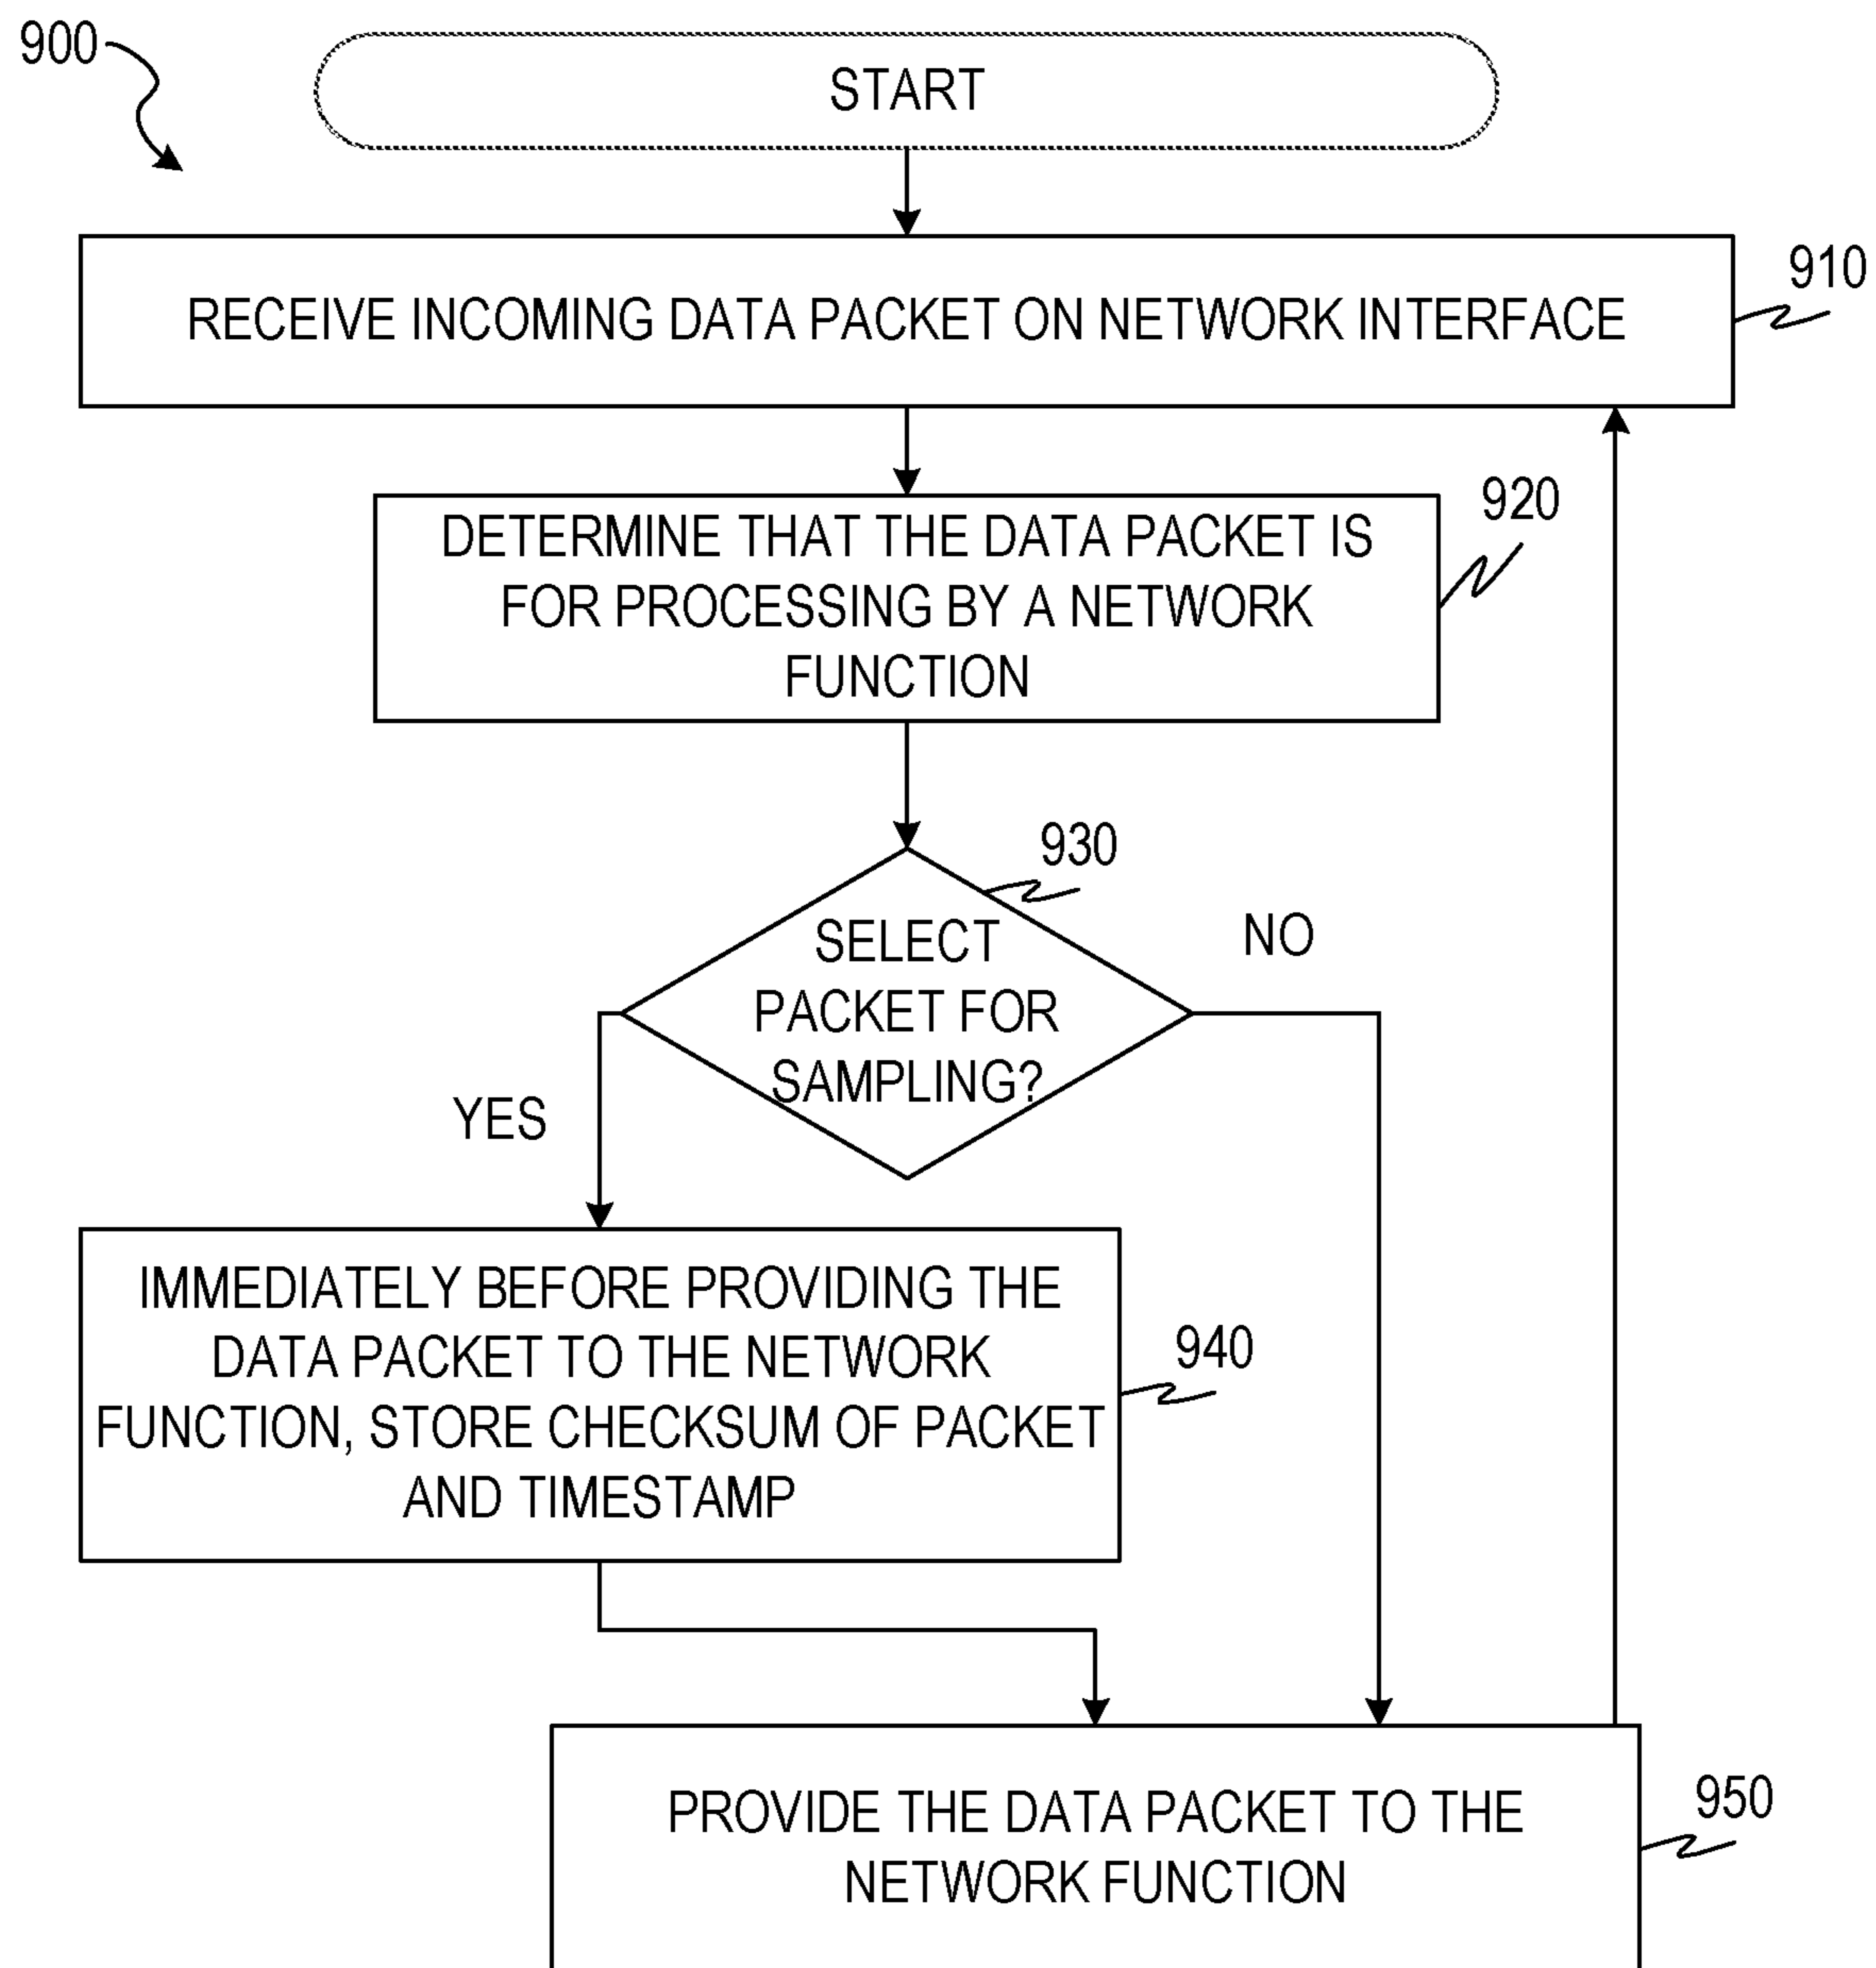 900
START
RECEIVE INCOMING DATA PACKET ON NETWORK INTERFACE
910
DETERMINE THAT THE DATA PACKET IS
FOR PROCESSING BY A NETWORK
FUNCTION
920
930
SELECT
PACKET FOR
SAMPLING?
NO
YES
IMMEDIATELY BEFORE PROVIDING THE
DATA PACKET TO THE NETWORK
FUNCTION, STORE CHECKSUM OF PACKET
AND TIMESTAMP
940
PROVIDE THE DATA PACKET TO THE
NETWORK FUNCTION
950